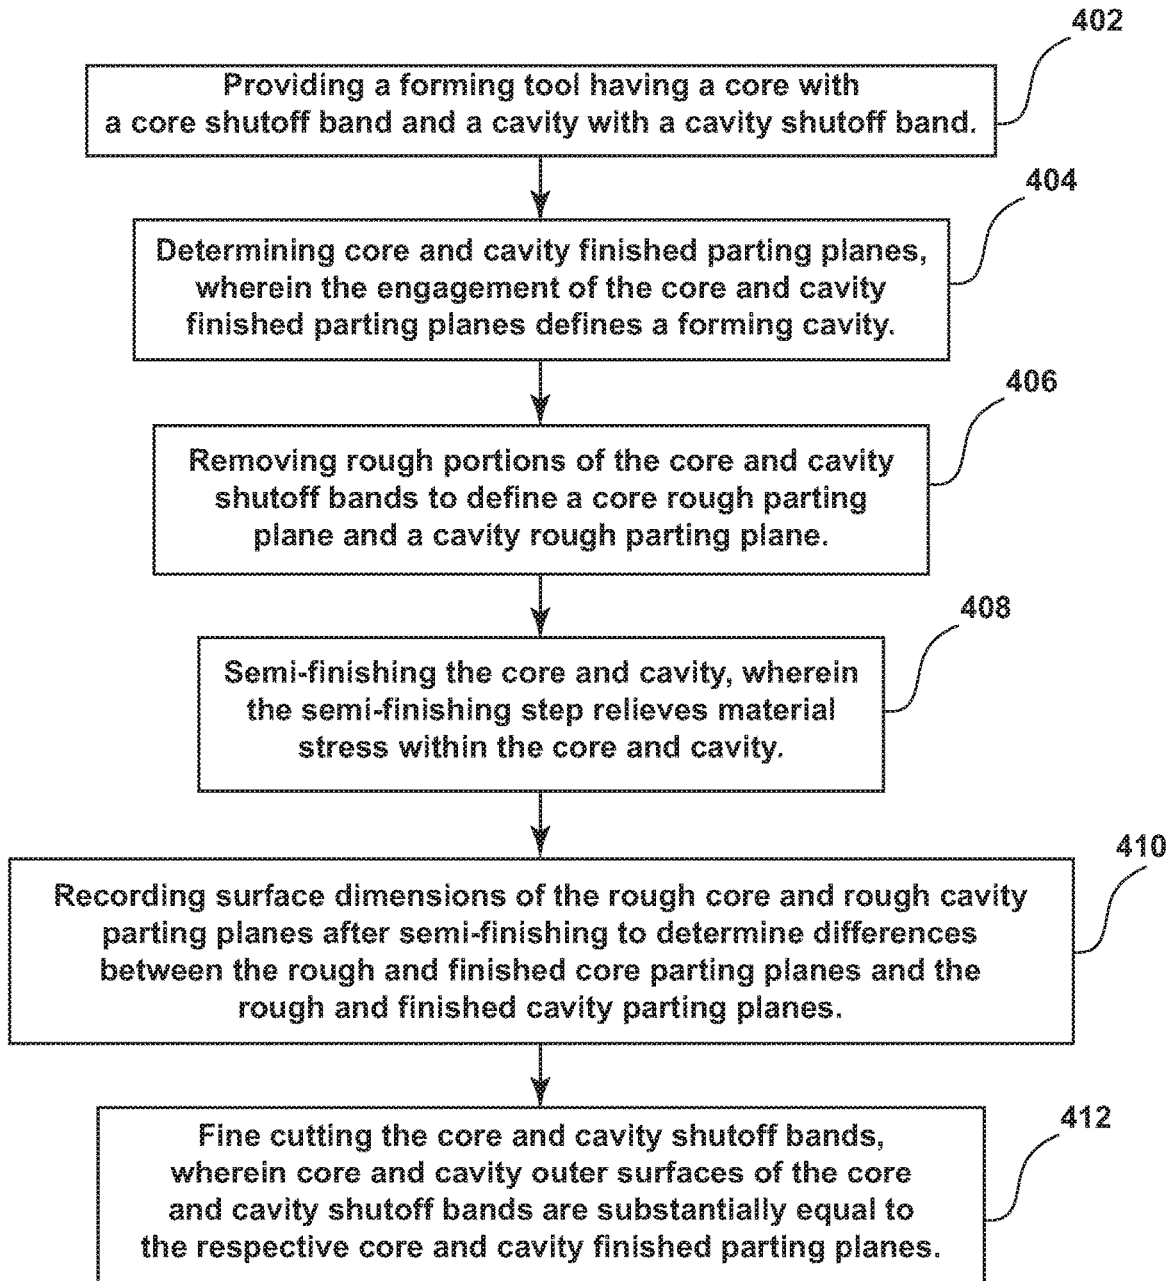 402
Providing a forming tool having a core with
a core shutoff band and a cavity with a cavity shutoff band.
404
Determining core and cavity finished parting planes,
wherein the engagement of the core and cavity
finished parting planes defines a forming cavity.
406
Removing rough portions of the core and cavity
shutoff bands to define a core rough parting
plane and a cavity rough parting plane.
408
Semi-finishing the core and cavity, wherein
the semi-finishing step relieves material
stress within the core and cavity.
410
Recording surface dimensions of the rough core and rough cavity
parting planes after semi-finishing to determine differences
between the rough and finished core parting planes and the
rough and finished cavity parting planes.
412
Fine cutting the core and cavity shutoff bands,
wherein core and cavity outer surfaces of the core
and cavity shutoff bands are substantially equal to
the respective core and cavity finished parting planes.